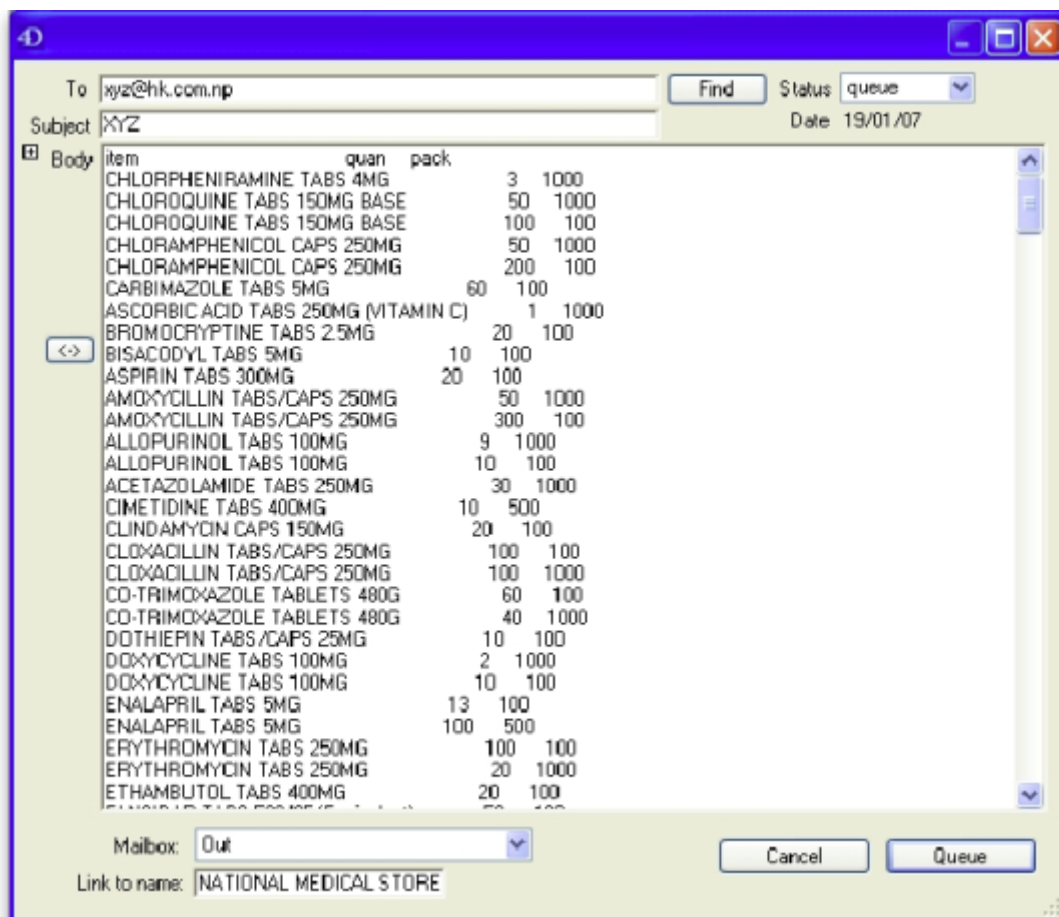 4D
To xyz@hk.com.np Find Status queue
Subject XYZ Date 19/01/07
Body item quan pack
CHLORPHENIRAMINE TABS 4MG 3 1000
CHLOROQUINE TABS 150MG BASE 50 1000
CHLOROQUINE TABS 150MG BASE 100 100
CHLORAMPHENICOL CAPS 250MG 50 1000
CHLORAMPHENICOL CAPS 250MG 200 100
CARBIMAZOLE TABS 5MG 60 100
ASCORBIC ACID TABS 250MG (VITAMIN C) 1 1000
BROMOCRYPTINE TABS 2.5MG 20 100
<-> BISACODYL TABS 5MG 10 100
ASPIRIN TABS 300MG 20 100
AMOXYCILLIN TABS/CAPS 250MG 50 1000
AMOXYCILLIN TABS/CAPS 250MG 300 100
ALLOPURINOL TABS 100MG 9 1000
ALLOPURINOL TABS 100MG 10 100
ACETAZOLAMIDE TABS 250MG 30 1000
CIMETIDINE TABS 400MG 10 500
CLINDAMYCIN CAPS 150MG 20 100
CLOXACILLIN TABS/CAPS 250MG 100 100
CLOXACILLIN TABS/CAPS 250MG 100 1000
CO-TRIMOXAZOLE TABLETS 480G 60 100
CO-TRIMOXAZOLE TABLETS 480G 40 1000
DOTHIEPIN TABS/CAPS 25MG 10 100
DOXYCYCLINE TABS 100MG 2 1000
DOXYCYCLINE TABS 100MG 10 100
ENALAPRIL TABS 5MG 13 100
ENALAPRIL TABS 5MG 100 500
ERYTHROMYCIN TABS 250MG 100 100
ERYTHROMYCIN TABS 250MG 20 1000
ETHAMBUTOL TABS 400MG 20 100
Mailbox: Out Cancel Queue
Link to name: NATIONAL MEDICAL STORE